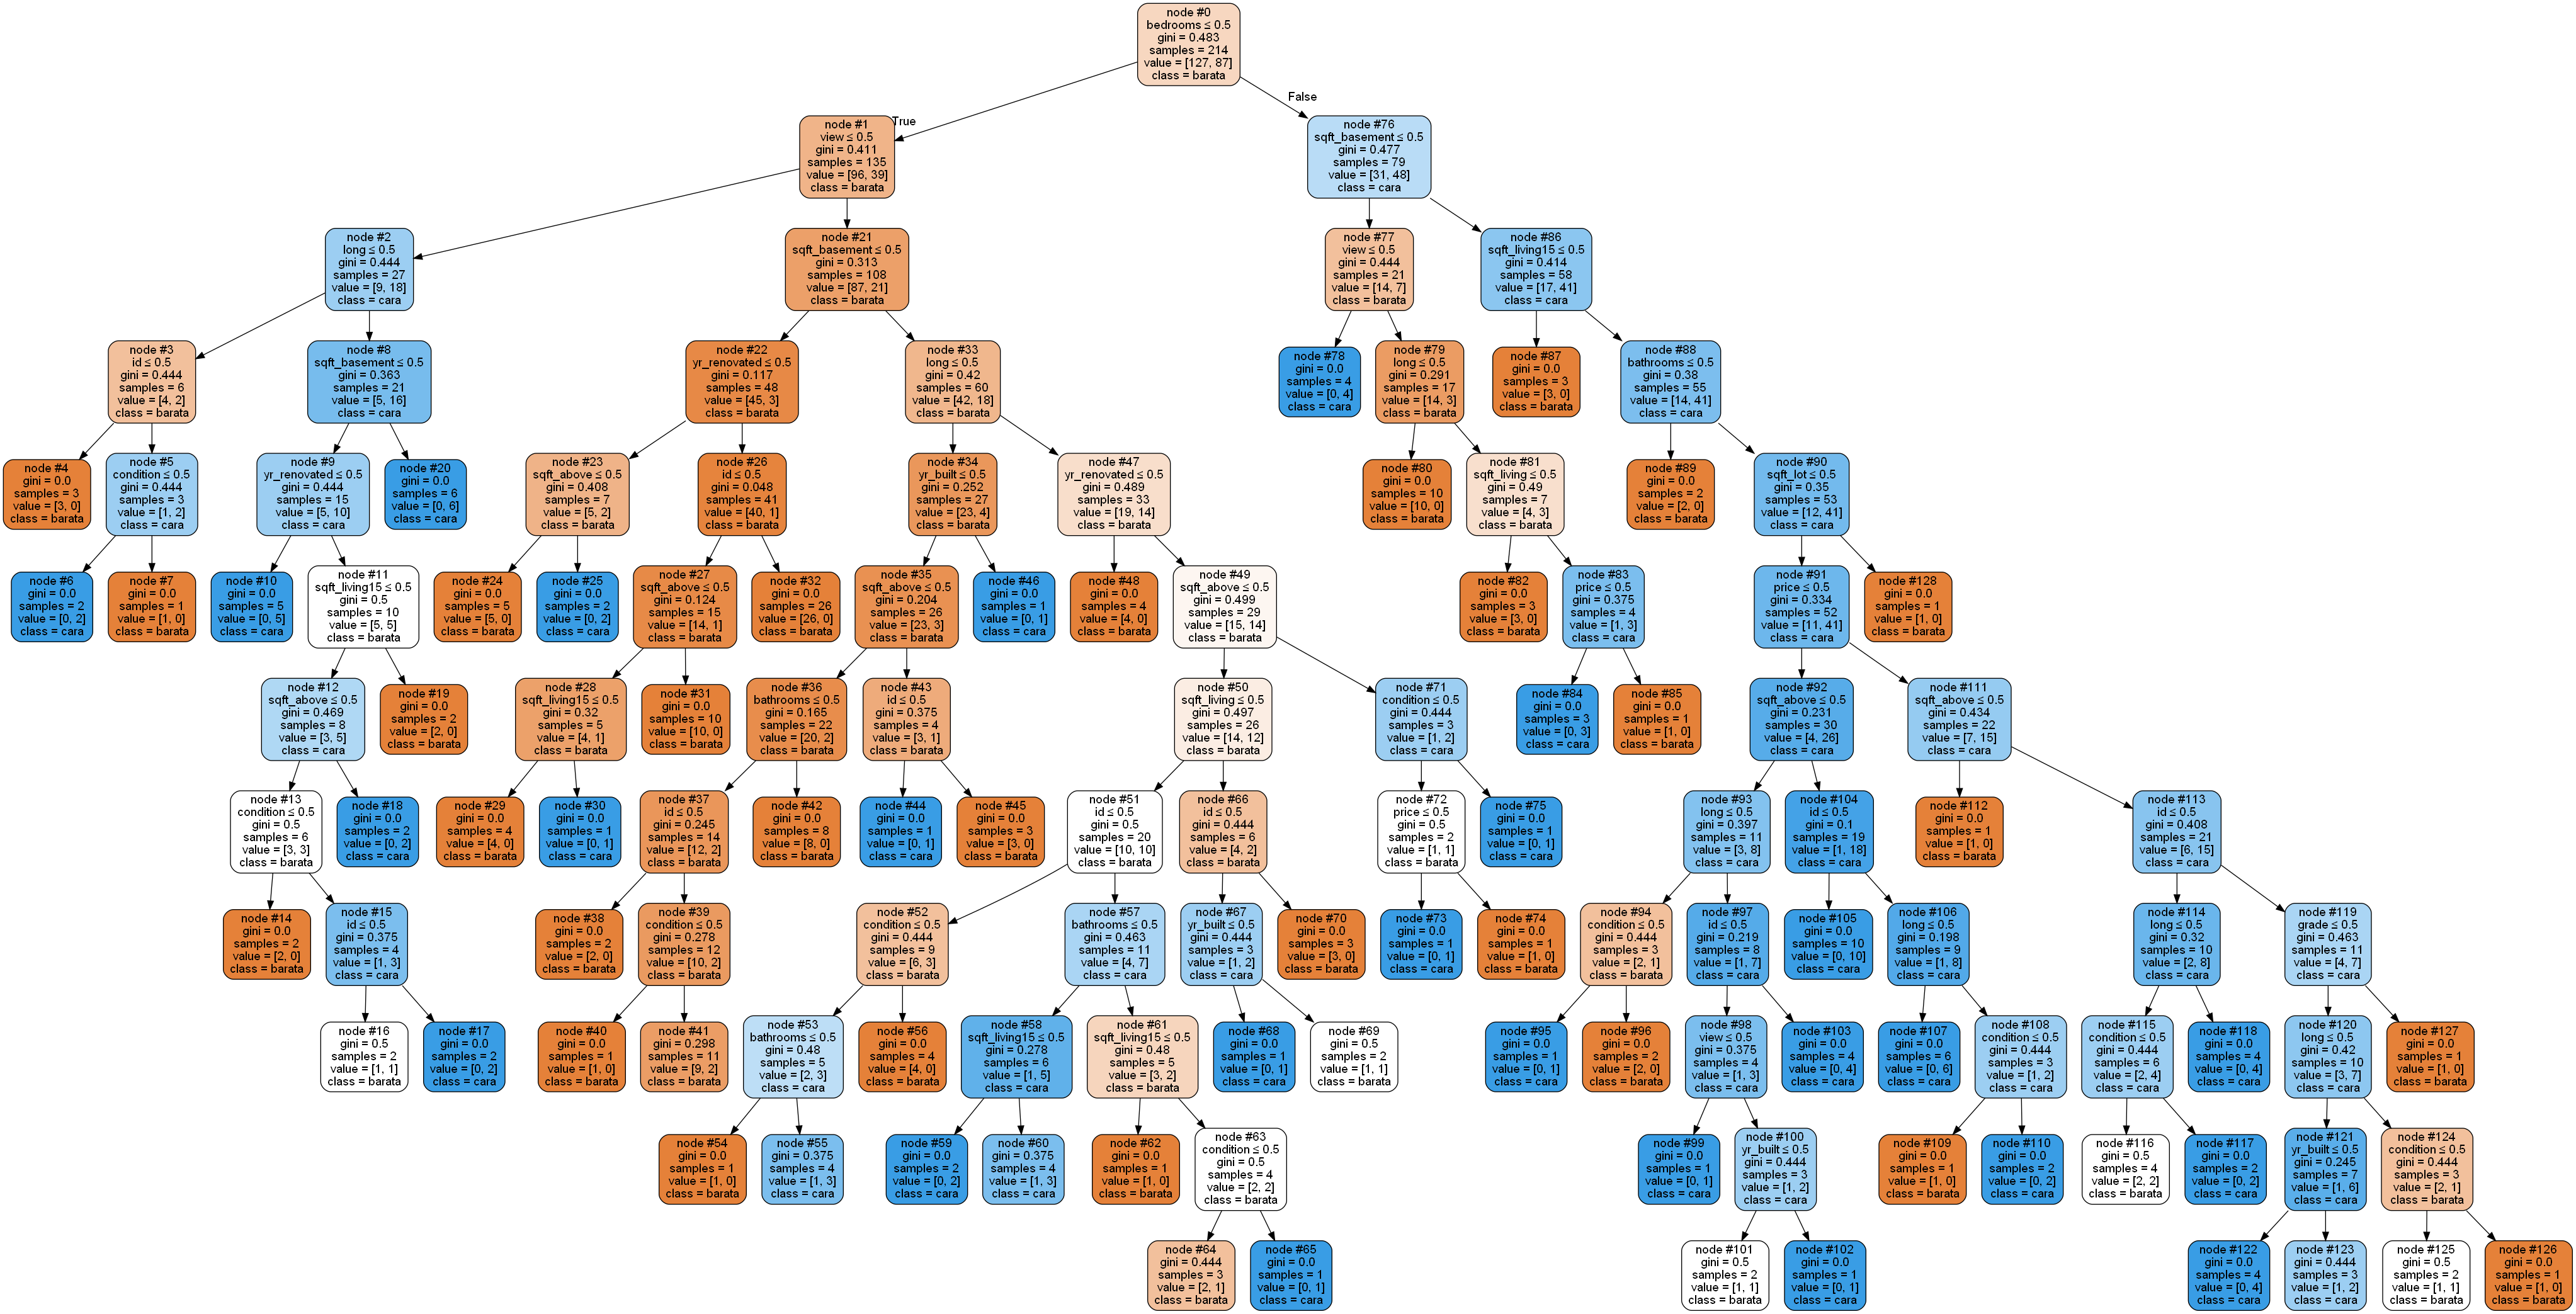 node #0
bedrooms ≤ 0.5
gini = 0.483
samples = 214
value = [127, 87]
class = barata
True
False
node #1
view ≤ 0.5
gini = 0.411
samples = 135
value = [96, 39]
class = barata
node #76
sqft_basement ≤ 0.5
gini = 0.477
samples = 79
value = [31, 48]
class = cara
node #2
long ≤ 0.5
gini = 0.444
samples = 27
value = [9, 18]
class = cara
node #21
sqft_basement ≤ 0.5
gini = 0.313
samples = 108
value = [87, 21]
class = barata
node #77
view ≤ 0.5
gini = 0.444
samples = 21
value = [14, 7]
class = barata
node #86
sqft_living15 ≤ 0.5
gini = 0.414
samples = 58
value = [17, 41]
class = cara
node #3
id ≤ 0.5
gini = 0.444
samples = 6
value = [4, 2]
class = barata
node #8
sqft_basement ≤ 0.5
gini = 0.363
samples = 21
value = [5, 16]
class = cara
node #22
yr_renovated ≤ 0.5
gini = 0.117
samples = 48
value = [45, 3]
class = barata
node #33
long ≤ 0.5
gini = 0.42
samples = 60
value = [42, 18]
class = barata
node #78
gini = 0.0
samples = 4
value = [0, 4]
class = cara
node #79
long ≤ 0.5
gini = 0.291
samples = 17
value = [14, 3]
class = barata
node #87
gini = 0.0
samples = 3
value = [3, 0]
class = barata
node #88
bathrooms ≤ 0.5
gini = 0.38
samples = 55
value = [14, 41]
class = cara
node #4
gini = 0.0
samples = 3
value = [3, 0]
class = barata
node #5
condition ≤ 0.5
gini = 0.444
samples = 3
value = [1, 2]
class = cara
node #9
yr_renovated ≤ 0.5
gini = 0.444
samples = 15
value = [5, 10]
class = cara
node #20
gini = 0.0
samples = 6
value = [0, 6]
class = cara
node #23
sqft_above ≤ 0.5
gini = 0.408
samples = 7
value = [5, 2]
class = barata
node #26
id ≤ 0.5
gini = 0.048
samples = 41
value = [40, 1]
class = barata
node #34
yr_built ≤ 0.5
gini = 0.252
samples = 27
value = [23, 4]
class = barata
node #47
yr_renovated ≤ 0.5
gini = 0.489
samples = 33
value = [19, 14]
class = barata
node #80
gini = 0.0
samples = 10
value = [10, 0]
class = barata
node #81
sqft_living ≤ 0.5
gini = 0.49
samples = 7
value = [4, 3]
class = barata
node #89
gini = 0.0
samples = 2
value = [2, 0]
class = barata
node #90
sqft_lot ≤ 0.5
gini = 0.35
samples = 53
value = [12, 41]
class = cara
node #6
gini = 0.0
samples = 2
value = [0, 2]
class = cara
node #7
gini = 0.0
samples = 1
value = [1, 0]
class = barata
node #10
gini = 0.0
samples = 5
value = [0, 5]
class = cara
node #11
sqft_living15 ≤ 0.5
gini = 0.5
samples = 10
value = [5, 5]
class = barata
node #24
gini = 0.0
samples = 5
value = [5, 0]
class = barata
node #25
gini = 0.0
samples = 2
value = [0, 2]
class = cara
node #27
sqft_above ≤ 0.5
gini = 0.124
samples = 15
value = [14, 1]
class = barata
node #32
gini = 0.0
samples = 26
value = [26, 0]
class = barata
node #35
sqft_above ≤ 0.5
gini = 0.204
samples = 26
value = [23, 3]
class = barata
node #46
gini = 0.0
samples = 1
value = [0, 1]
class = cara
node #48
gini = 0.0
samples = 4
value = [4, 0]
class = barata
node #49
sqft_above ≤ 0.5
gini = 0.499
samples = 29
value = [15, 14]
class = barata
node #82
gini = 0.0
samples = 3
value = [3, 0]
class = barata
node #83
price ≤ 0.5
gini = 0.375
samples = 4
value = [1, 3]
class = cara
node #91
price ≤ 0.5
gini = 0.334
samples = 52
value = [11, 41]
class = cara
node #128
gini = 0.0
samples = 1
value = [1, 0]
class = barata
node #12
sqft_above ≤ 0.5
gini = 0.469
samples = 8
value = [3, 5]
class = cara
node #19
gini = 0.0
samples = 2
value = [2, 0]
class = barata
node #28
sqft_living15 ≤ 0.5
gini = 0.32
samples = 5
value = [4, 1]
class = barata
node #31
gini = 0.0
samples = 10
value = [10, 0]
class = barata
node #36
bathrooms ≤ 0.5
gini = 0.165
samples = 22
value = [20, 2]
class = barata
node #43
id ≤ 0.5
gini = 0.375
samples = 4
value = [3, 1]
class = barata
node #50
sqft_living ≤ 0.5
gini = 0.497
samples = 26
value = [14, 12]
class = barata
node #71
condition ≤ 0.5
gini = 0.444
samples = 3
value = [1, 2]
class = cara
node #84
gini = 0.0
samples = 3
value = [0, 3]
class = cara
node #85
gini = 0.0
samples = 1
value = [1, 0]
class = barata
node #92
sqft_above ≤ 0.5
gini = 0.231
samples = 30
value = [4, 26]
class = cara
node #111
sqft_above ≤ 0.5
gini = 0.434
samples = 22
value = [7, 15]
class = cara
node #13
condition ≤ 0.5
gini = 0.5
samples = 6
value = [3, 3]
class = barata
node #18
gini = 0.0
samples = 2
value = [0, 2]
class = cara
node #29
gini = 0.0
samples = 4
value = [4, 0]
class = barata
node #30
gini = 0.0
samples = 1
value = [0, 1]
class = cara
node #37
id ≤ 0.5
gini = 0.245
samples = 14
value = [12, 2]
class = barata
node #42
gini = 0.0
samples = 8
value = [8, 0]
class = barata
node #44
gini = 0.0
samples = 1
value = [0, 1]
class = cara
node #45
gini = 0.0
samples = 3
value = [3, 0]
class = barata
node #51
id ≤ 0.5
gini = 0.5
samples = 20
value = [10, 10]
class = barata
node #66
id ≤ 0.5
gini = 0.444
samples = 6
value = [4, 2]
class = barata
node #72
price ≤ 0.5
gini = 0.5
samples = 2
value = [1, 1]
class = barata
node #75
gini = 0.0
samples = 1
value = [0, 1]
class = cara
node #93
long ≤ 0.5
gini = 0.397
samples = 11
value = [3, 8]
class = cara
node #104
id ≤ 0.5
gini = 0.1
samples = 19
value = [1, 18]
class = cara
node #112
gini = 0.0
samples = 1
value = [1, 0]
class = barata
node #113
id ≤ 0.5
gini = 0.408
samples = 21
value = [6, 15]
class = cara
node #14
gini = 0.0
samples = 2
value = [2, 0]
class = barata
node #15
id ≤ 0.5
gini = 0.375
samples = 4
value = [1, 3]
class = cara
node #38
gini = 0.0
samples = 2
value = [2, 0]
class = barata
node #39
condition ≤ 0.5
gini = 0.278
samples = 12
value = [10, 2]
class = barata
node #52
condition ≤ 0.5
gini = 0.444
samples = 9
value = [6, 3]
class = barata
node #57
bathrooms ≤ 0.5
gini = 0.463
samples = 11
value = [4, 7]
class = cara
node #67
yr_built ≤ 0.5
gini = 0.444
samples = 3
value = [1, 2]
class = cara
node #70
gini = 0.0
samples = 3
value = [3, 0]
class = barata
node #73
gini = 0.0
samples = 1
value = [0, 1]
class = cara
node #74
gini = 0.0
samples = 1
value = [1, 0]
class = barata
node #94
condition ≤ 0.5
gini = 0.444
samples = 3
value = [2, 1]
class = barata
node #97
id ≤ 0.5
gini = 0.219
samples = 8
value = [1, 7]
class = cara
node #105
gini = 0.0
samples = 10
value = [0, 10]
class = cara
node #106
long ≤ 0.5
gini = 0.198
samples = 9
value = [1, 8]
class = cara
node #114
long ≤ 0.5
gini = 0.32
samples = 10
value = [2, 8]
class = cara
node #119
grade ≤ 0.5
gini = 0.463
samples = 11
value = [4, 7]
class = cara
node #16
gini = 0.5
samples = 2
value = [1, 1]
class = barata
node #17
gini = 0.0
samples = 2
value = [0, 2]
class = cara
node #40
gini = 0.0
samples = 1
value = [1, 0]
class = barata
node #41
gini = 0.298
samples = 11
value = [9, 2]
class = barata
node #53
bathrooms ≤ 0.5
gini = 0.48
samples = 5
value = [2, 3]
class = cara
node #56
gini = 0.0
samples = 4
value = [4, 0]
class = barata
node #58
sqft_living15 ≤ 0.5
gini = 0.278
samples = 6
value = [1, 5]
class = cara
node #61
sqft_living15 ≤ 0.5
gini = 0.48
samples = 5
value = [3, 2]
class = barata
node #68
gini = 0.0
samples = 1
value = [0, 1]
class = cara
node #69
gini = 0.5
samples = 2
value = [1, 1]
class = barata
node #95
gini = 0.0
samples = 1
value = [0, 1]
class = cara
node #96
gini = 0.0
samples = 2
value = [2, 0]
class = barata
node #98
view ≤ 0.5
gini = 0.375
samples = 4
value = [1, 3]
class = cara
node #103
gini = 0.0
samples = 4
value = [0, 4]
class = cara
node #107
gini = 0.0
samples = 6
value = [0, 6]
class = cara
node #108
condition ≤ 0.5
gini = 0.444
samples = 3
value = [1, 2]
class = cara
node #115
condition ≤ 0.5
gini = 0.444
samples = 6
value = [2, 4]
class = cara
node #118
gini = 0.0
samples = 4
value = [0, 4]
class = cara
node #120
long ≤ 0.5
gini = 0.42
samples = 10
value = [3, 7]
class = cara
node #127
gini = 0.0
samples = 1
value = [1, 0]
class = barata
node #54
gini = 0.0
samples = 1
value = [1, 0]
class = barata
node #55
gini = 0.375
samples = 4
value = [1, 3]
class = cara
node #59
gini = 0.0
samples = 2
value = [0, 2]
class = cara
node #60
gini = 0.375
samples = 4
value = [1, 3]
class = cara
node #62
gini = 0.0
samples = 1
value = [1, 0]
class = barata
node #63
condition ≤ 0.5
gini = 0.5
samples = 4
value = [2, 2]
class = barata
node #99
gini = 0.0
samples = 1
value = [0, 1]
class = cara
node #100
yr_built ≤ 0.5
gini = 0.444
samples = 3
value = [1, 2]
class = cara
node #109
gini = 0.0
samples = 1
value = [1, 0]
class = barata
node #110
gini = 0.0
samples = 2
value = [0, 2]
class = cara
node #116
gini = 0.5
samples = 4
value = [2, 2]
class = barata
node #117
gini = 0.0
samples = 2
value = [0, 2]
class = cara
node #121
yr_built ≤ 0.5
gini = 0.245
samples = 7
value = [1, 6]
class = cara
node #124
condition ≤ 0.5
gini = 0.444
samples = 3
value = [2, 1]
class = barata
node #64
gini = 0.444
samples = 3
value = [2, 1]
class = barata
node #65
gini = 0.0
samples = 1
value = [0, 1]
class = cara
node #101
gini = 0.5
samples = 2
value = [1, 1]
class = barata
node #102
gini = 0.0
samples = 1
value = [0, 1]
class = cara
node #122
gini = 0.0
samples = 4
value = [0, 4]
class = cara
node #123
gini = 0.444
samples = 3
value = [1, 2]
class = cara
node #125
gini = 0.5
samples = 2
value = [1, 1]
class = barata
node #126
gini = 0.0
samples = 1
value = [1, 0]
class = barata